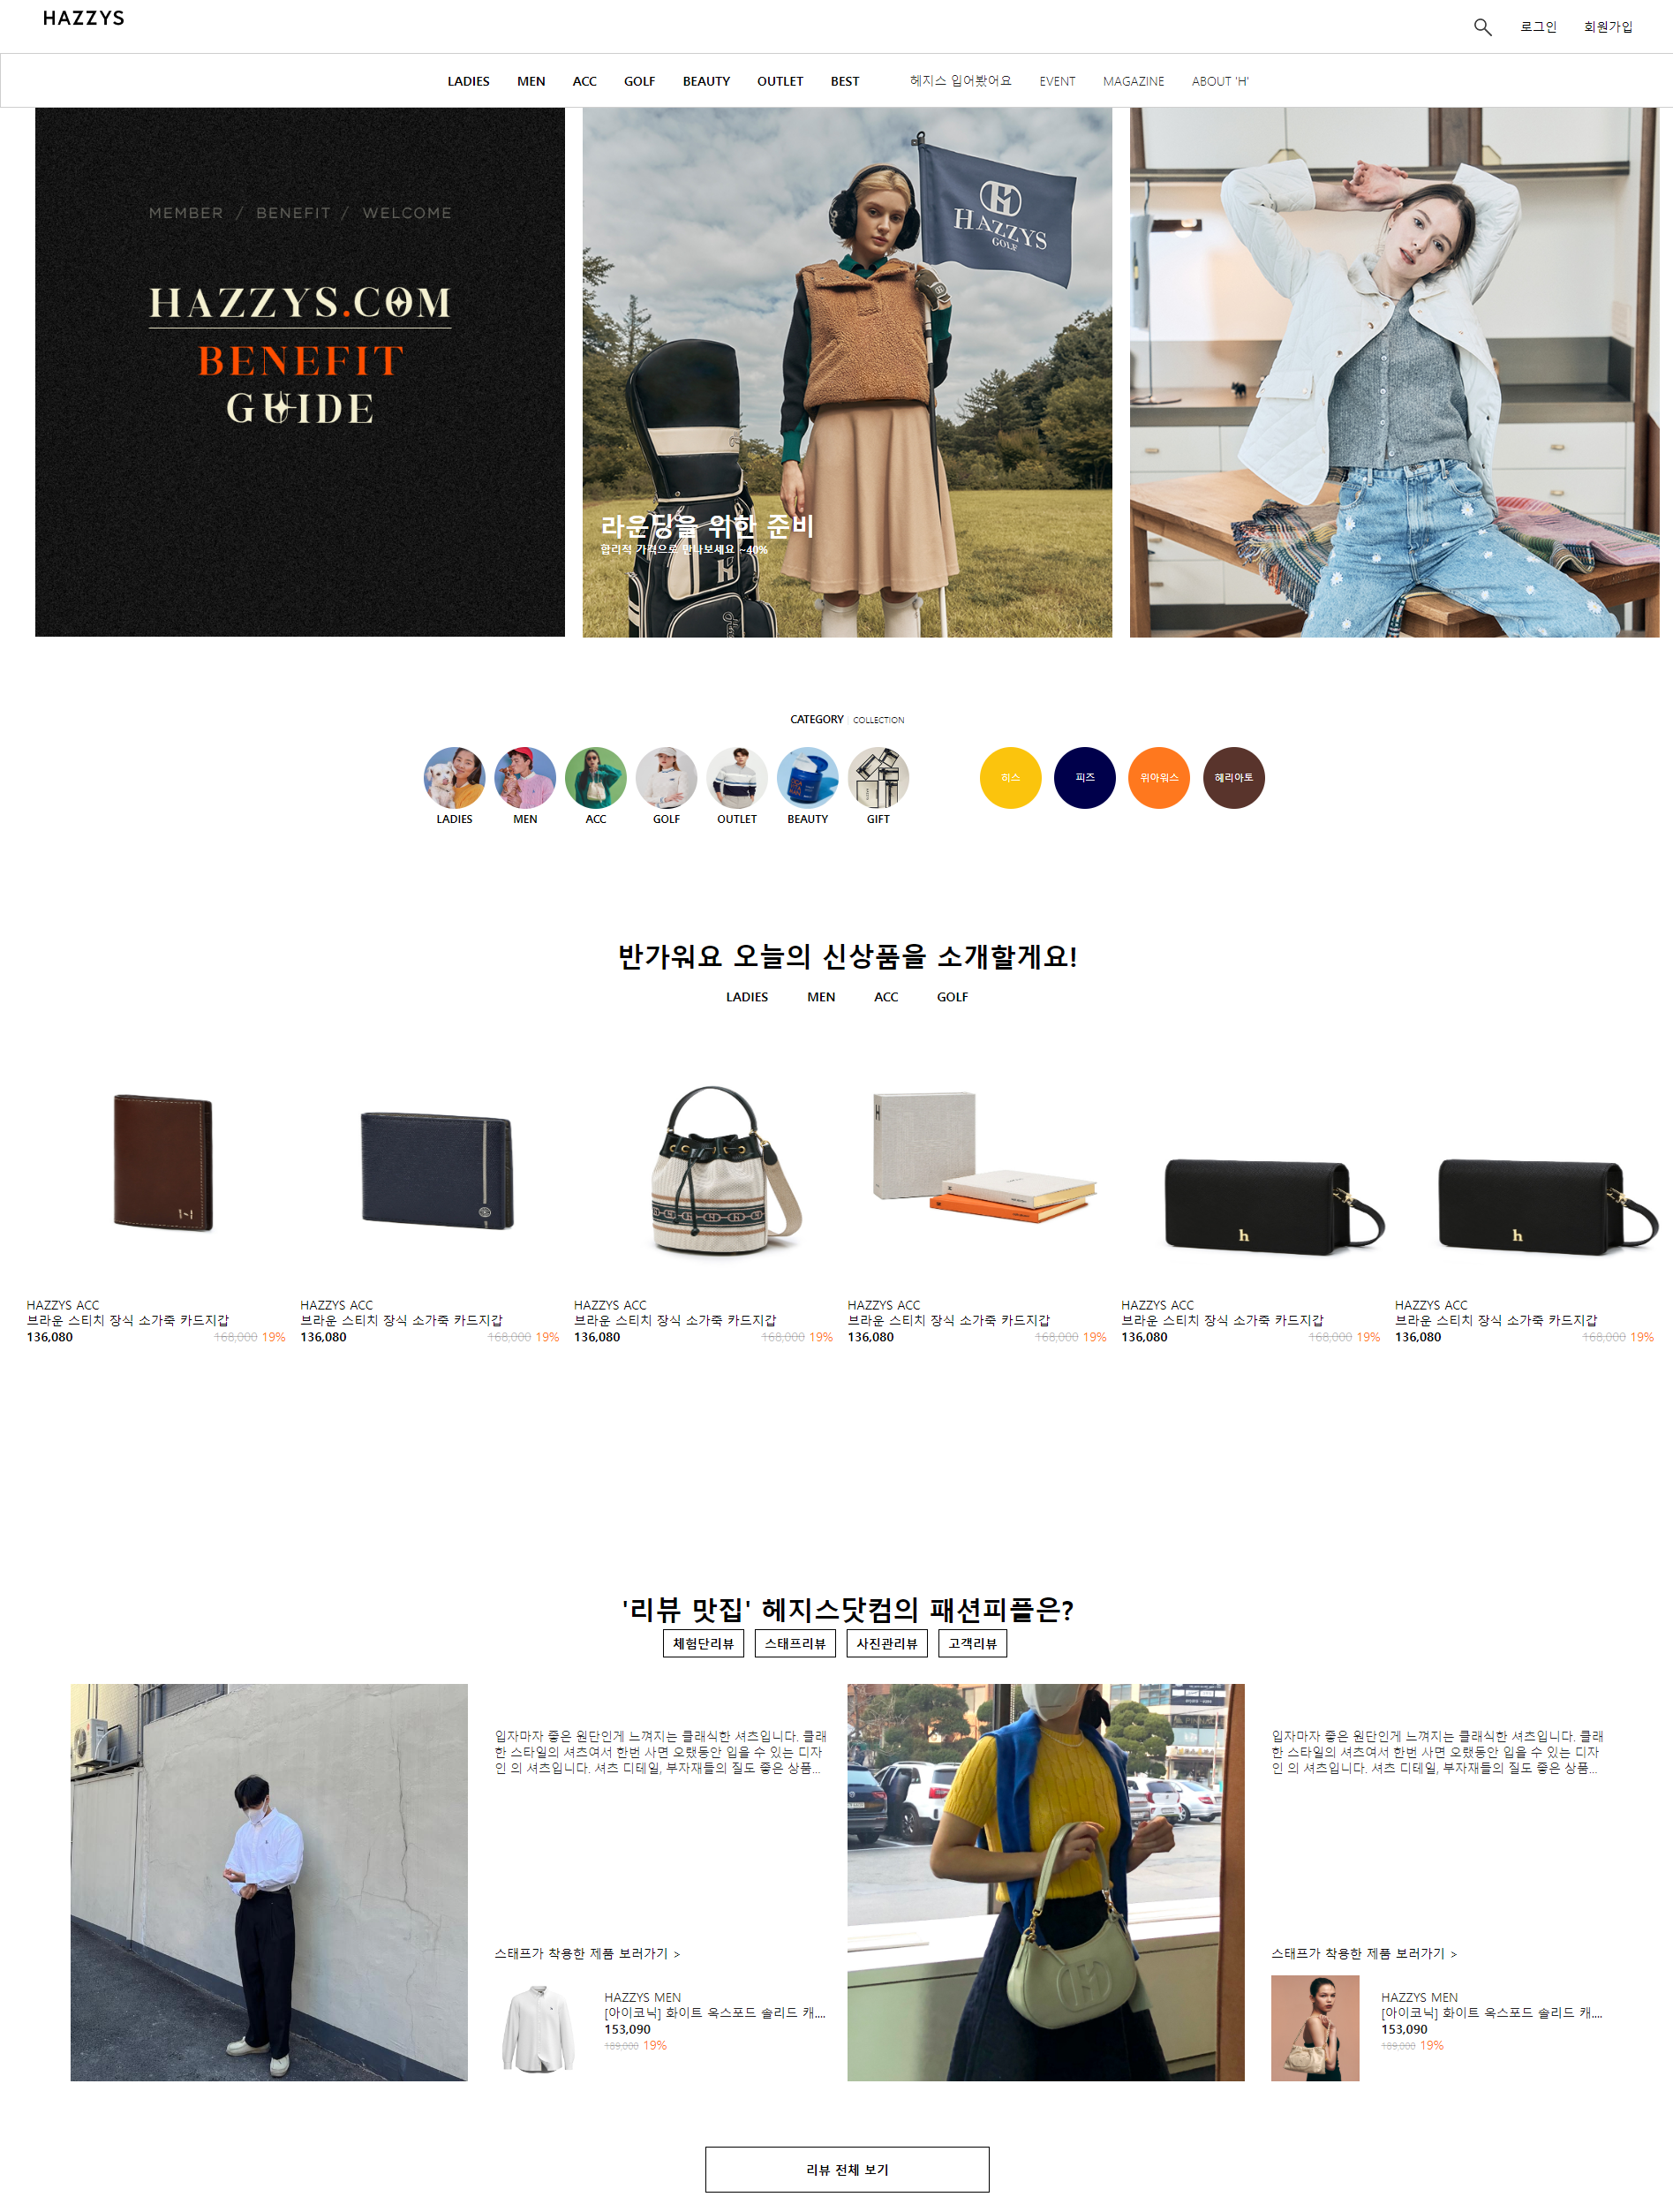 HAZZYS
로그인 회원가입
LADIES MEN ACC GOLF BEAUTY OUTLET BEST 헤지스 입어봤어요 EVENT MAGAZINE ABOUT 'H'
MEMBER / BENEFIT / WELCOME
HAZZYS.COM
BENEFIT
GUIDE
HAZZYS
GOLF
라운딩을 위한 준비
합리적 가격으로 만나보세요 ~40%
CATEGORY COLLECTION
히스 피즈 위아워스 헤리아토
LADIES MEN ACC GOLF OUTLET BEAUTY GIFT
반가워요 오늘의 신상품을 소개할게요!
LADIES MEN ACC GOLF
h h
HAZZYS ACC HAZZYS ACC HAZZYS ACC HAZZYS ACC HAZZYS ACC HAZZYS ACC
브라운 스티치 장식 소가죽 카드지갑 브라운 스티치 장식 소가죽 카드지갑 브라운 스티치 장식 소가죽 카드지갑 브라운 스티치 장식 소가죽 카드지갑 브라운 스티치 장식 소가죽 카드지갑 브라운 스티치 장식 소가죽 카드지갑
136,080 168,000 19% 136,080 168,000 19% 136,080 168,000 19% 136,080 168,000 19% 136,080 168,000 19% 136,080 168,000 19%
'리뷰 맛집' 헤지스닷컴의 패션피플은?
체험단리뷰 스태프리뷰 사진관리뷰 고객리뷰
입자마자 좋은 원단인게 느껴지는 클래식한 셔츠입니다. 클래
한 스타일의 셔츠여서 한번 사면 오랬동안 입을 수 있는 디자
인 의 셔츠입니다. 셔츠 디테일, 부자재들의 질도 좋은 상품...
스태프가 착용한 제품 보러가기 >
HAZZYS MEN
[아이코닉] 화이트 옥스포드 솔리드 캐....
153,090
189,000 19%
입자마자 좋은 원단인게 느껴지는 클래식한 셔츠입니다. 클래
한 스타일의 셔츠여서 한번 사면 오랬동안 입을 수 있는 디자
인 의 셔츠입니다. 셔츠 디테일, 부자재들의 질도 좋은 상품...
스태프가 착용한 제품 보러가기 >
HAZZYS MEN
[아이코닉] 화이트 옥스포드 솔리드 캐....
153,090
189,000 19%
리뷰 전체 보기